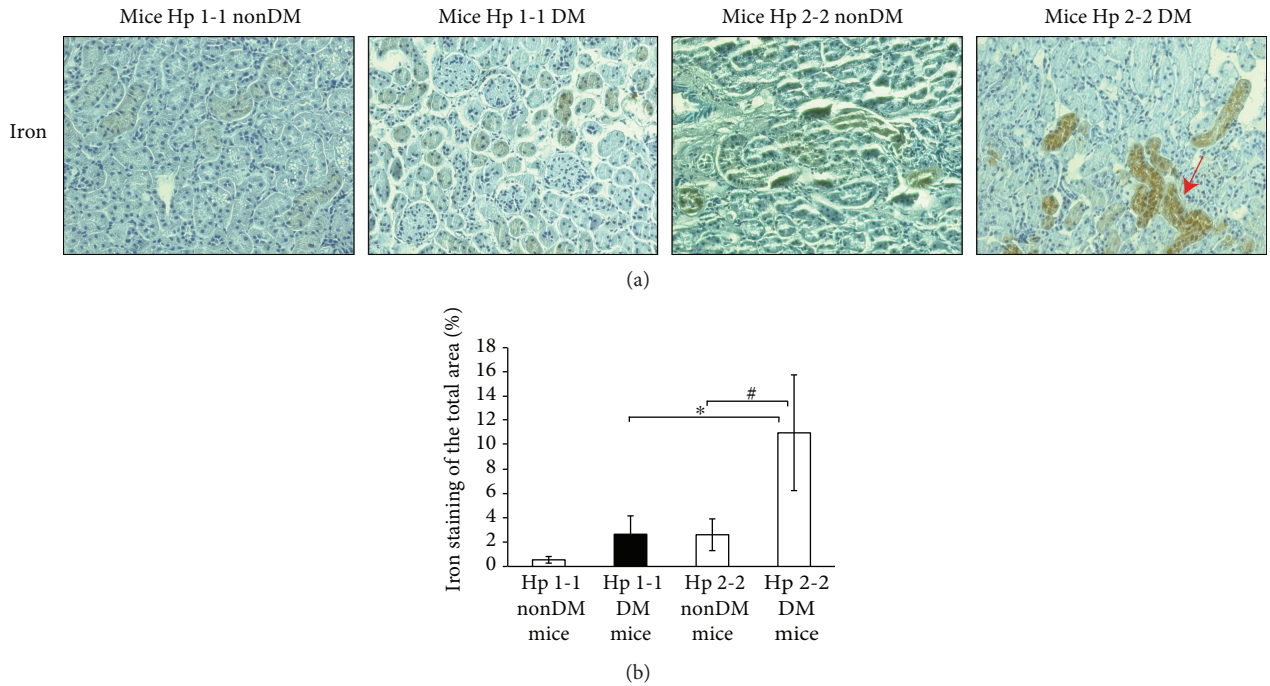 Mice Hp 1-1 nonDM
Mice Hp 1-1 DM
Mice Hp 2-2 nonDM
Mice Hp 2-2 DM
Iron
(a)
Iron staining of the total area (%)
18
16
14
12
10
8
6
4
2
0
#
*
Hp 1-1
nonDM
mice
Hp 1-1
DM
mice
Hp 2-2
nonDM
mice
Hp 2-2
DM
mice
(b)